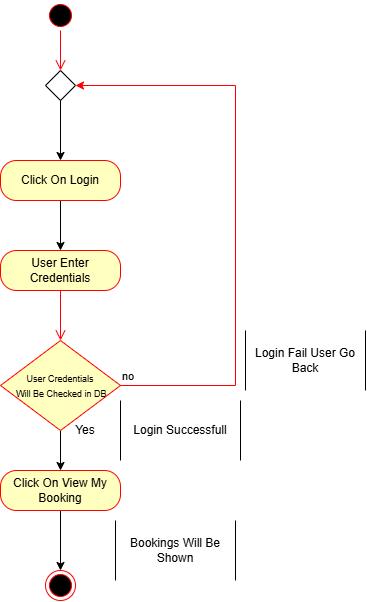 Click On Login
User Enter
Credentials
Login Fail User Go
Back
no
User Credentials
Will Be Checked in DB
Yes
Login Successfull
Click On View My
Booking
Bookings Will Be
Shown